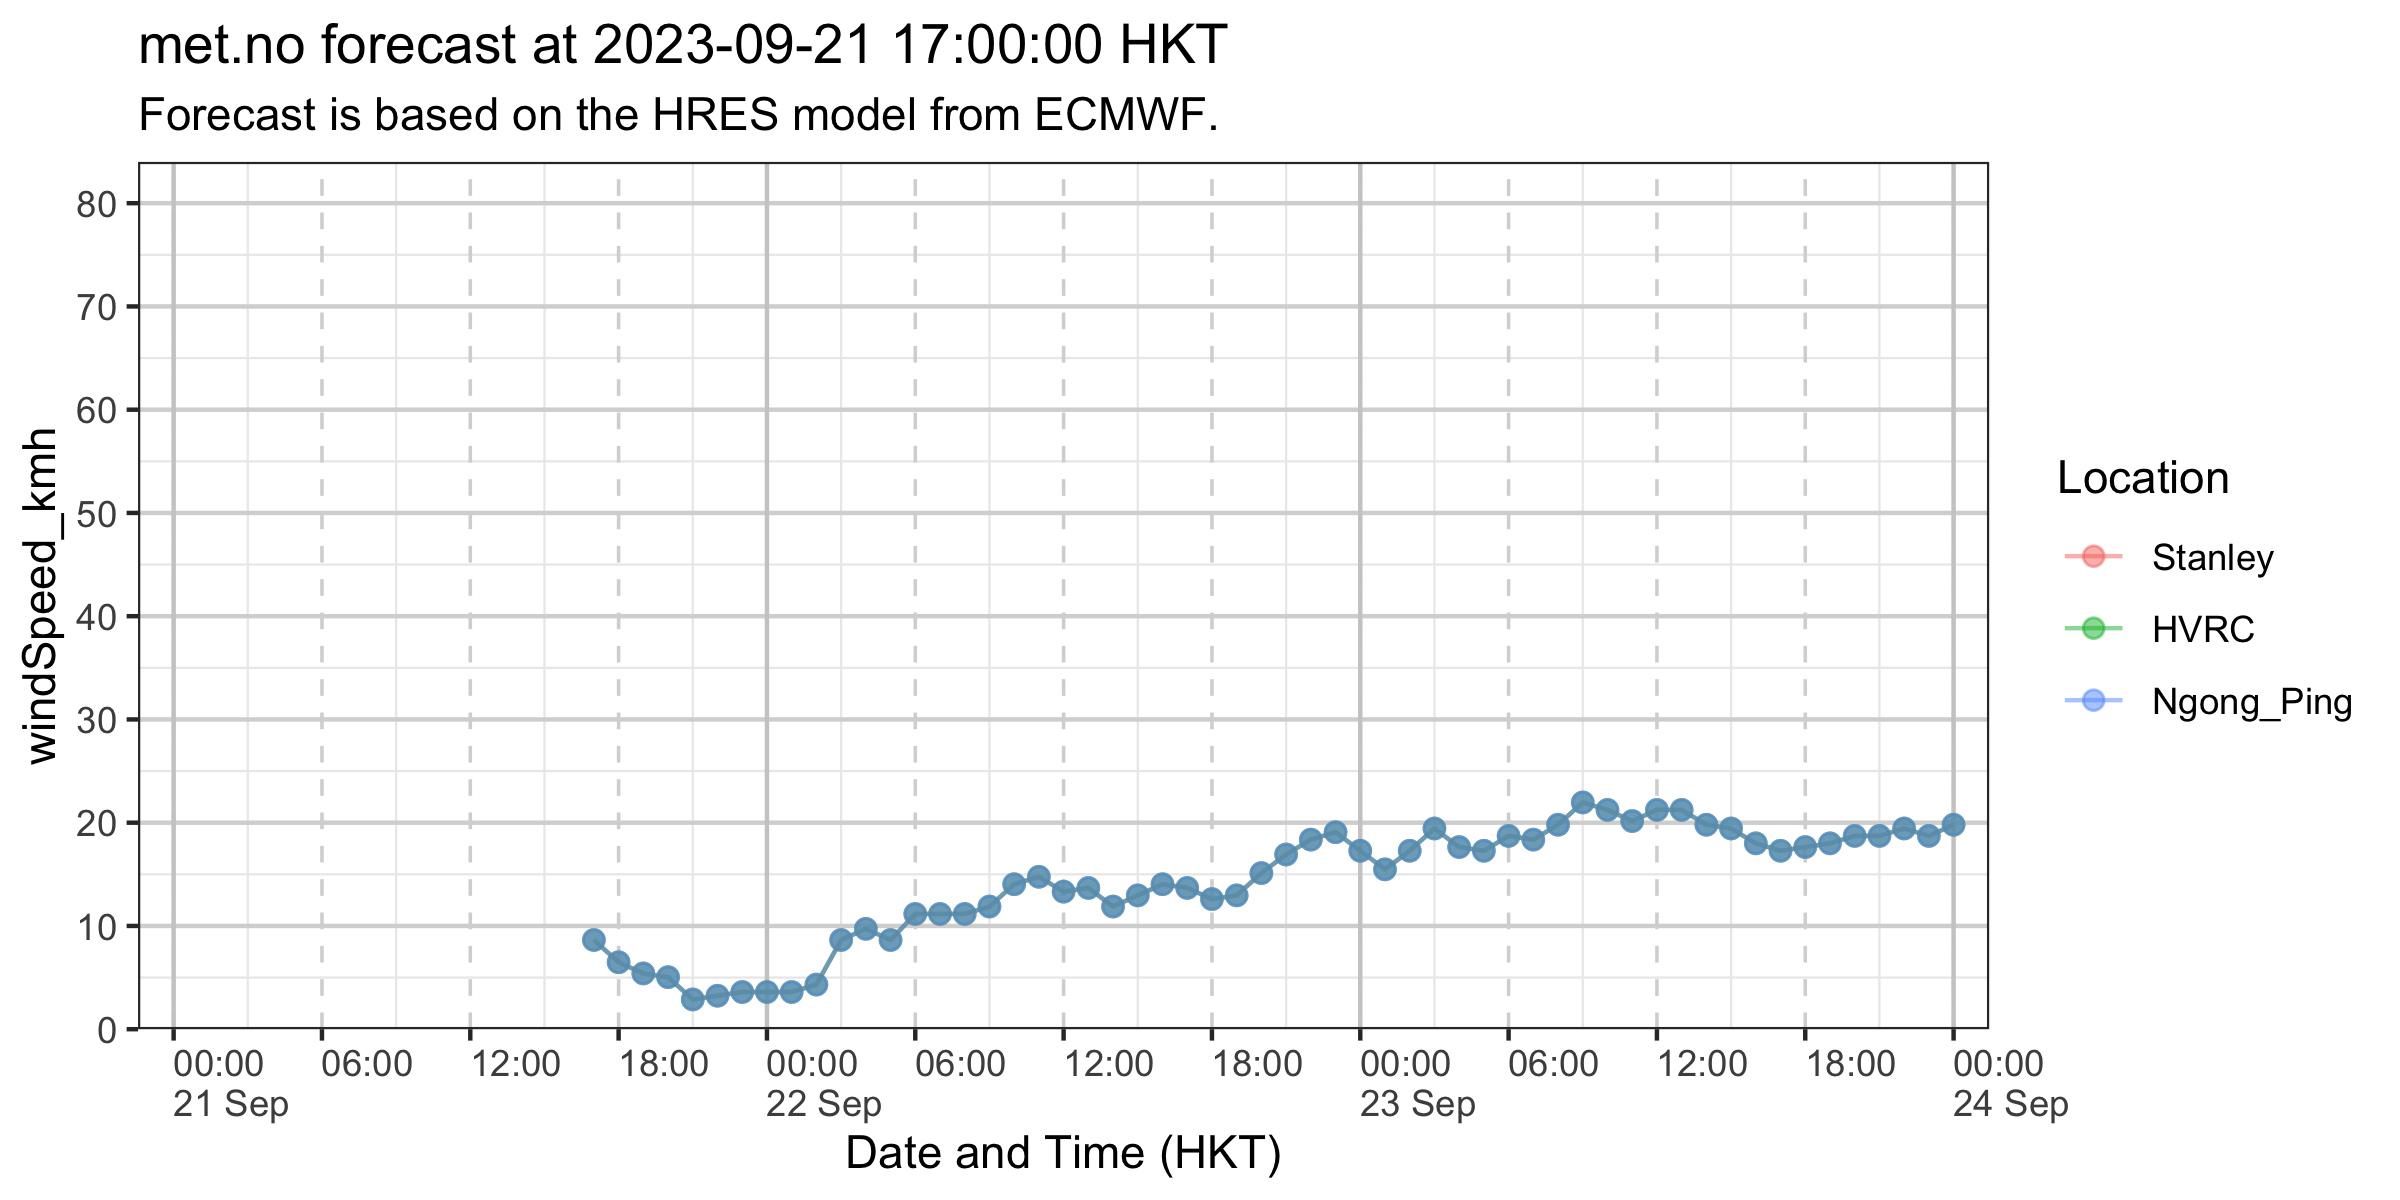 met.no forecast at 2023-09-21 17:00:00 HKT
Forecast is based on the HRES model from ECMWF.
windSpeed_kmh
80
70
60
50
40
30
20
10
0
00:00 06:00 12:00 18:00 00:00 06:00 12:00 18:00 00:00 06:00 12:00 18:00 00:00
21 Sep 22 Sep 23 Sep 24 Sep
Date and Time (HKT)
Location
Stanley
HVRC
Ngong_Ping